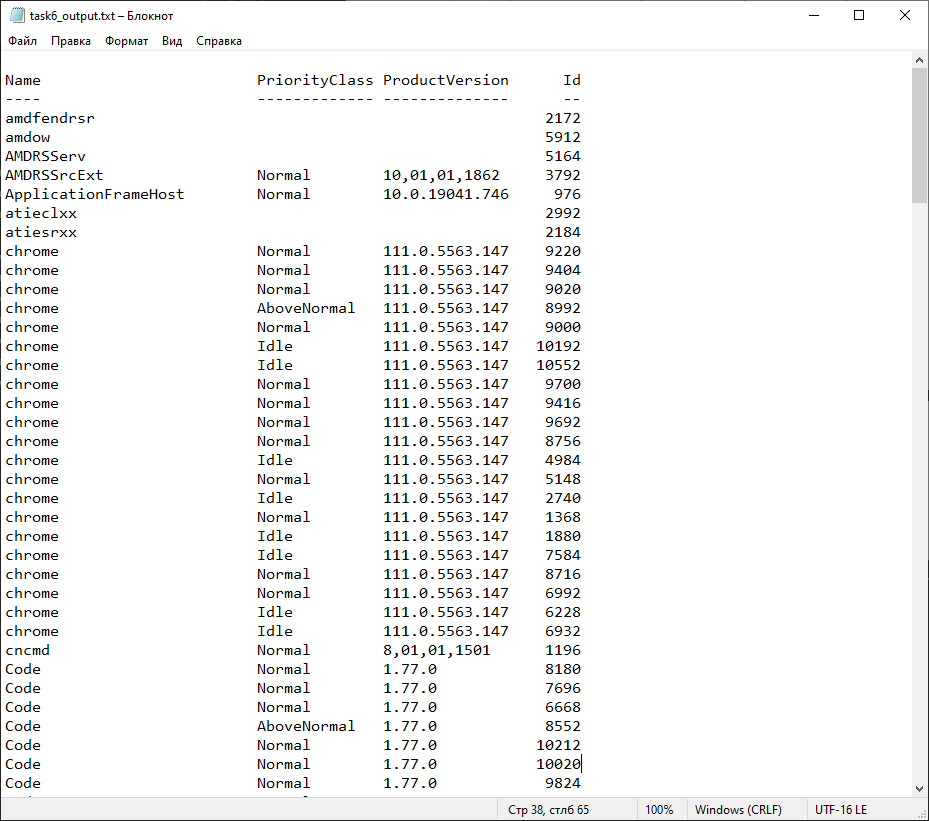 task6_output.txt – Блокнот
Файл Правка Формат Вид Справка
Name PriorityClass ProductVersion Id
---- ------------- -------------- --
amdfendrsr 2172
amdow 5912
AMDRSServ 5164
AMDRSSrcExt Normal 10,01,01,1862 3792
ApplicationFrameHost Normal 10.0.19041.746 976
atieclxx 2992
atiesrxx 2184
chrome Normal 111.0.5563.147 9220
chrome Normal 111.0.5563.147 9404
chrome Normal 111.0.5563.147 9020
chrome AboveNormal 111.0.5563.147 8992
chrome Normal 111.0.5563.147 9000
chrome Idle 111.0.5563.147 10192
chrome Idle 111.0.5563.147 10552
chrome Normal 111.0.5563.147 9700
chrome Normal 111.0.5563.147 9416
chrome Normal 111.0.5563.147 9692
chrome Normal 111.0.5563.147 8756
chrome Idle 111.0.5563.147 4984
chrome Normal 111.0.5563.147 5148
chrome Idle 111.0.5563.147 2740
chrome Normal 111.0.5563.147 1368
chrome Idle 111.0.5563.147 1880
chrome Idle 111.0.5563.147 7584
chrome Normal 111.0.5563.147 8716
chrome Normal 111.0.5563.147 6992
chrome Idle 111.0.5563.147 6228
chrome Idle 111.0.5563.147 6932
cncmd Normal 8,01,01,1501 1196
Code Normal 1.77.0 8180
Code Normal 1.77.0 7696
Code Normal 1.77.0 6668
Code AboveNormal 1.77.0 8552
Code Normal 1.77.0 10212
Code Normal 1.77.0 10020
Code Normal 1.77.0 9824
Стр 38, стлб 65 100% Windows (CRLF) UTF-16 LE